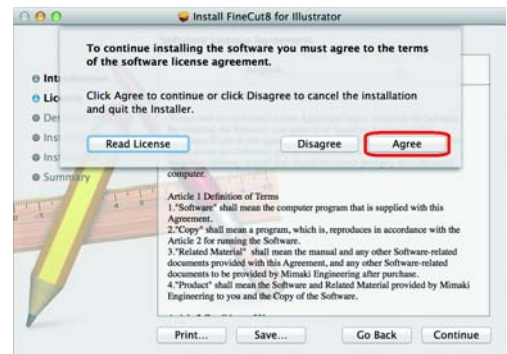 Install FineCut8 for Illustrator
To continue installing the software you must agree to the terms
of the software license agreement.
Click Agree to continue or click Disagree to cancel the installation
and quit the Installer.
Read License
Disagree
Agree
Int
Lic
Des
Ins
Ins
Summary
computer.
Article 1 Definition of Terms
1."Software" shall mean the computer program that is supplied with this
Agreement.
2."Copy" shall mean a program, which is, reproduces in accordance with the
Article 2 for running the Software.
3."Related Material" shall mean the manual and any other Software-related
documents provided with this Agreement, and any other Software-related
documents to be provided by Mimaki Engineering after purchase.
4."Product" shall mean the Software and Related Material provided by Mimaki
Engineering to you and the Copy of the Software.
Print...
Save...
Go Back
Continue